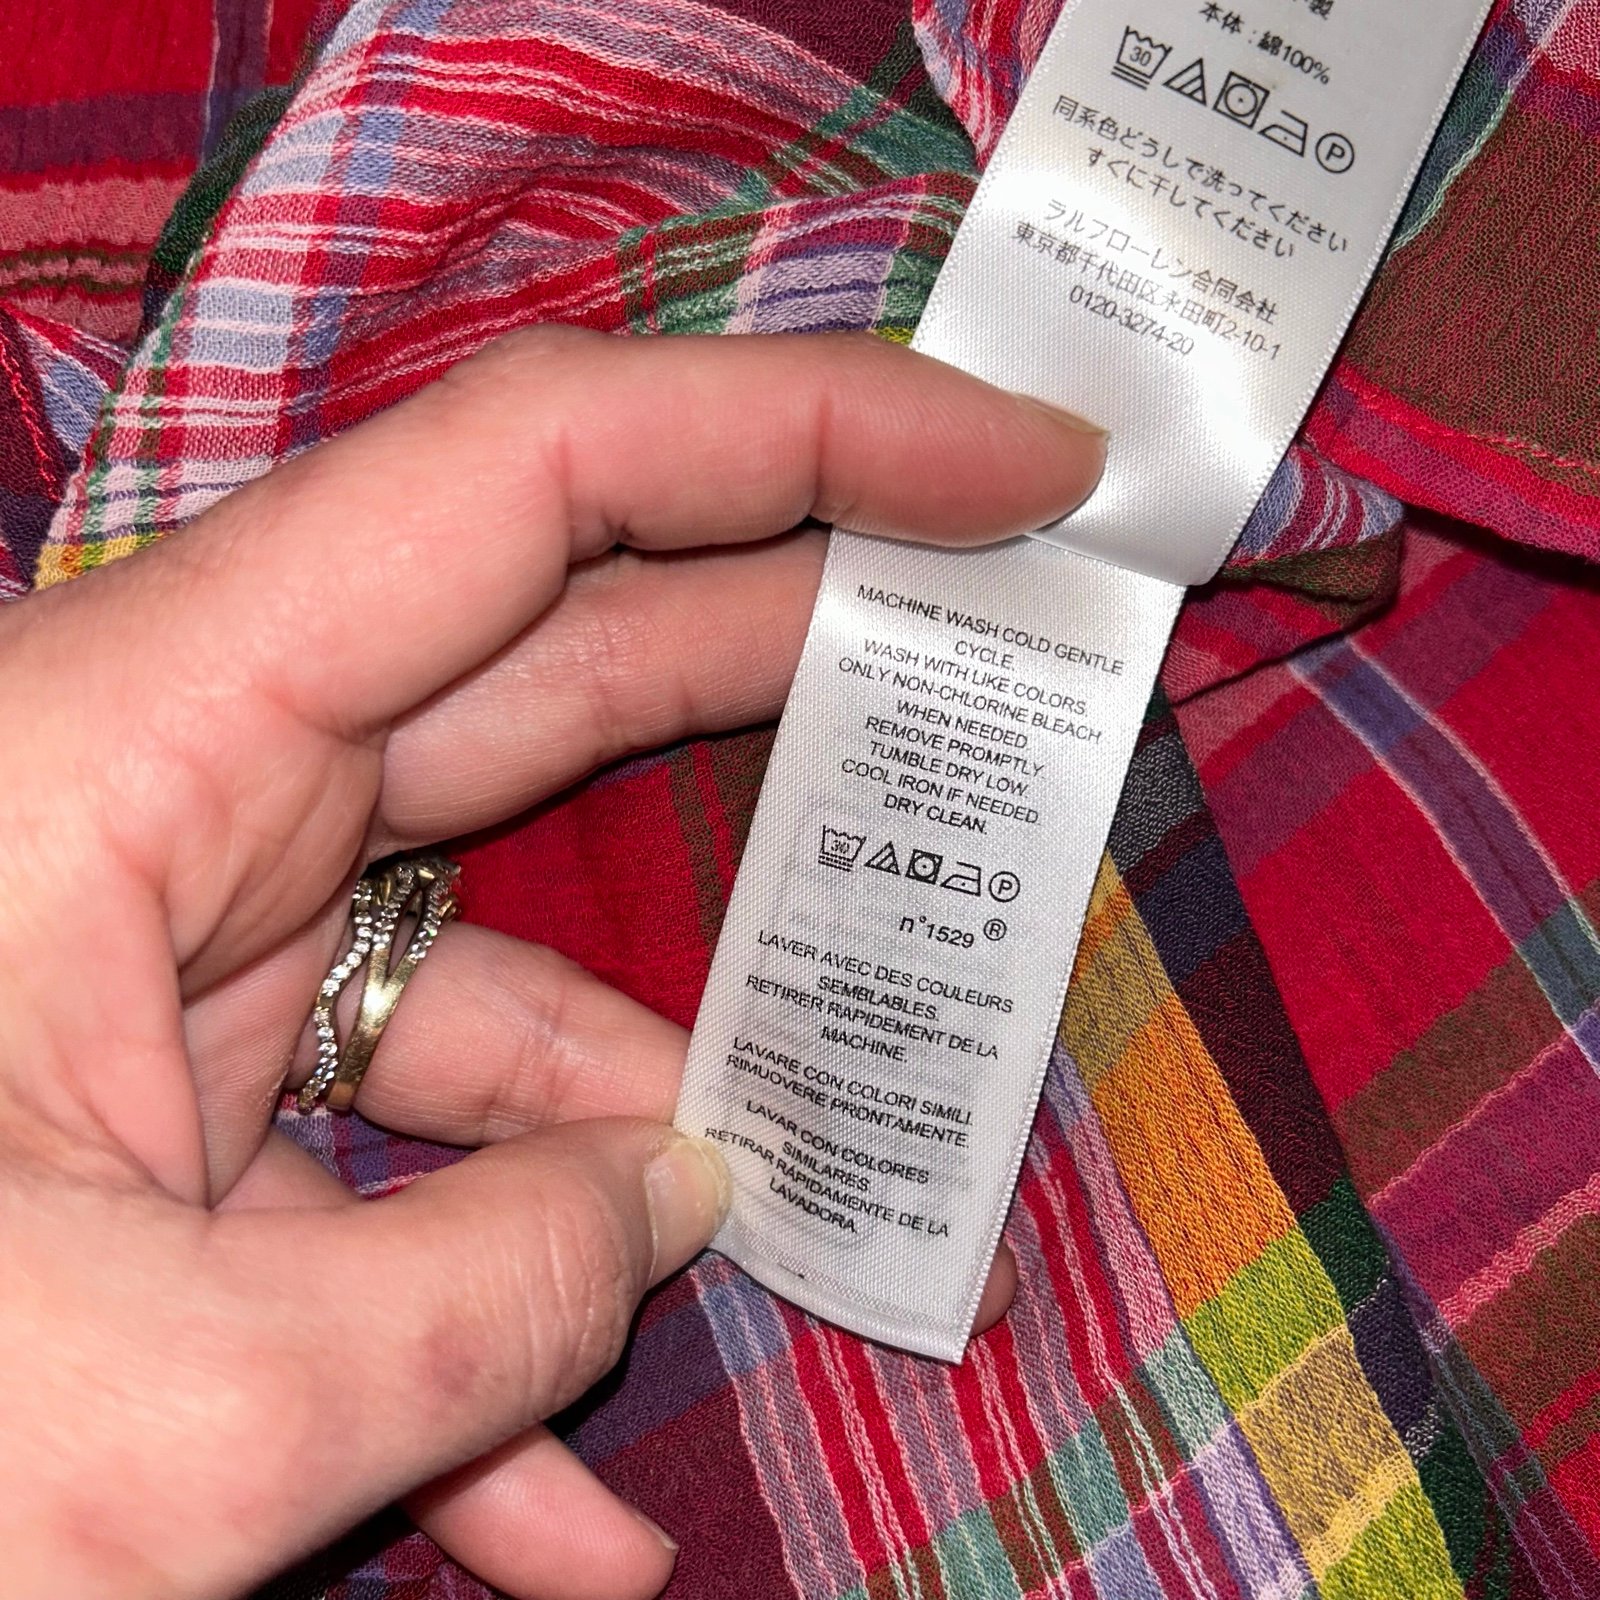 製
本体 : 綿100%
30 P
同系色どうしで洗ってください
すぐに干してください
ラルフローレン合同会社
東京都千代田区永田町2-10-1
0120-3274-20
MACHINE WASH COLD GENTLE
CYCLE.
WASH WITH LIKE COLORS.
ONLY NON-CHLORINE BLEACH
WHEN NEEDED.
REMOVE PROMPTLY.
TUMBLE DRY LOW.
COOL IRON IF NEEDED.
DRY CLEAN.
30 P
n°1529 ®
LAVER AVEC DES COULEURS
SEMBLABLES.
RETIRER RAPIDEMENT DE LA
MACHINE.
LAVARE CON COLORI SIMILI.
RIMUOVERE PRONTAMENTE.
LAVAR CON COLORES
SIMILARES.
RETIRAR RÁPIDAMENTE DE LA
LAVADORA.